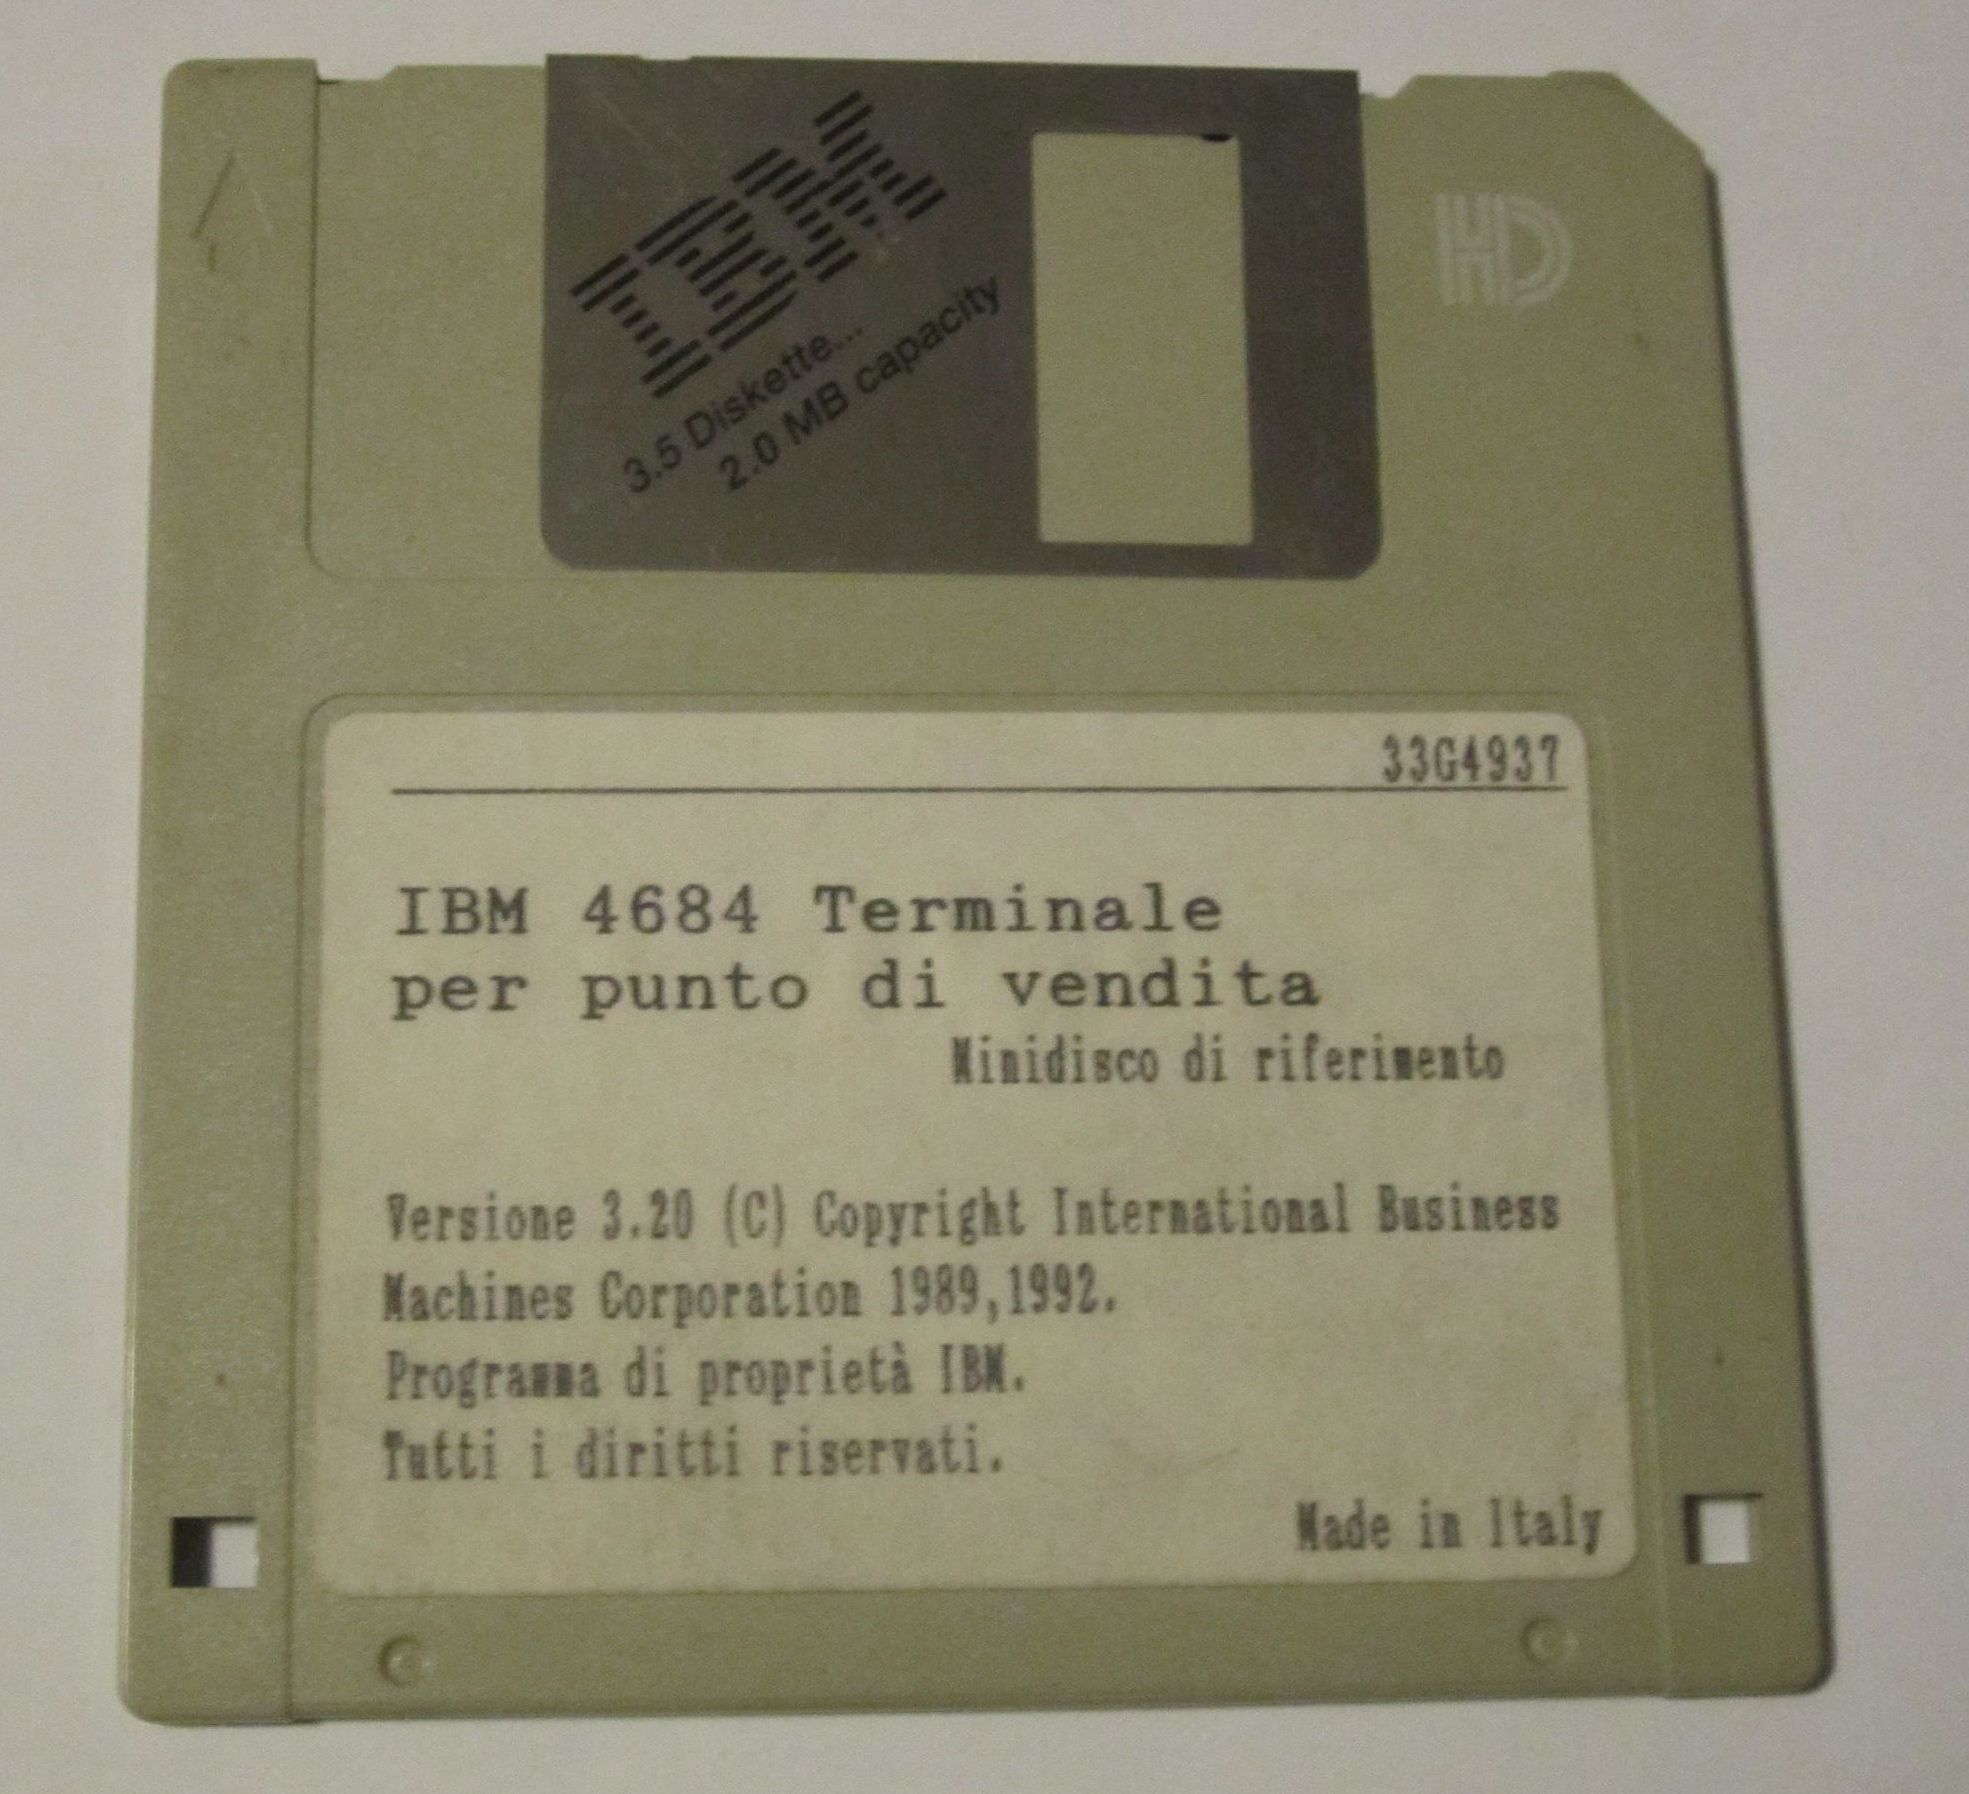 IBM
3.5 Diskette...
2.0 MB capacity
HD
33G4937
IBM 4684 Terminale
per punto di vendita
Minidisco di riferimento
Versione 3.20 (C) Copyright International Business
Machines Corporation 1989,1992.
Programma di proprietà IBM.
Tutti i diritti riservati.
Made in Italy